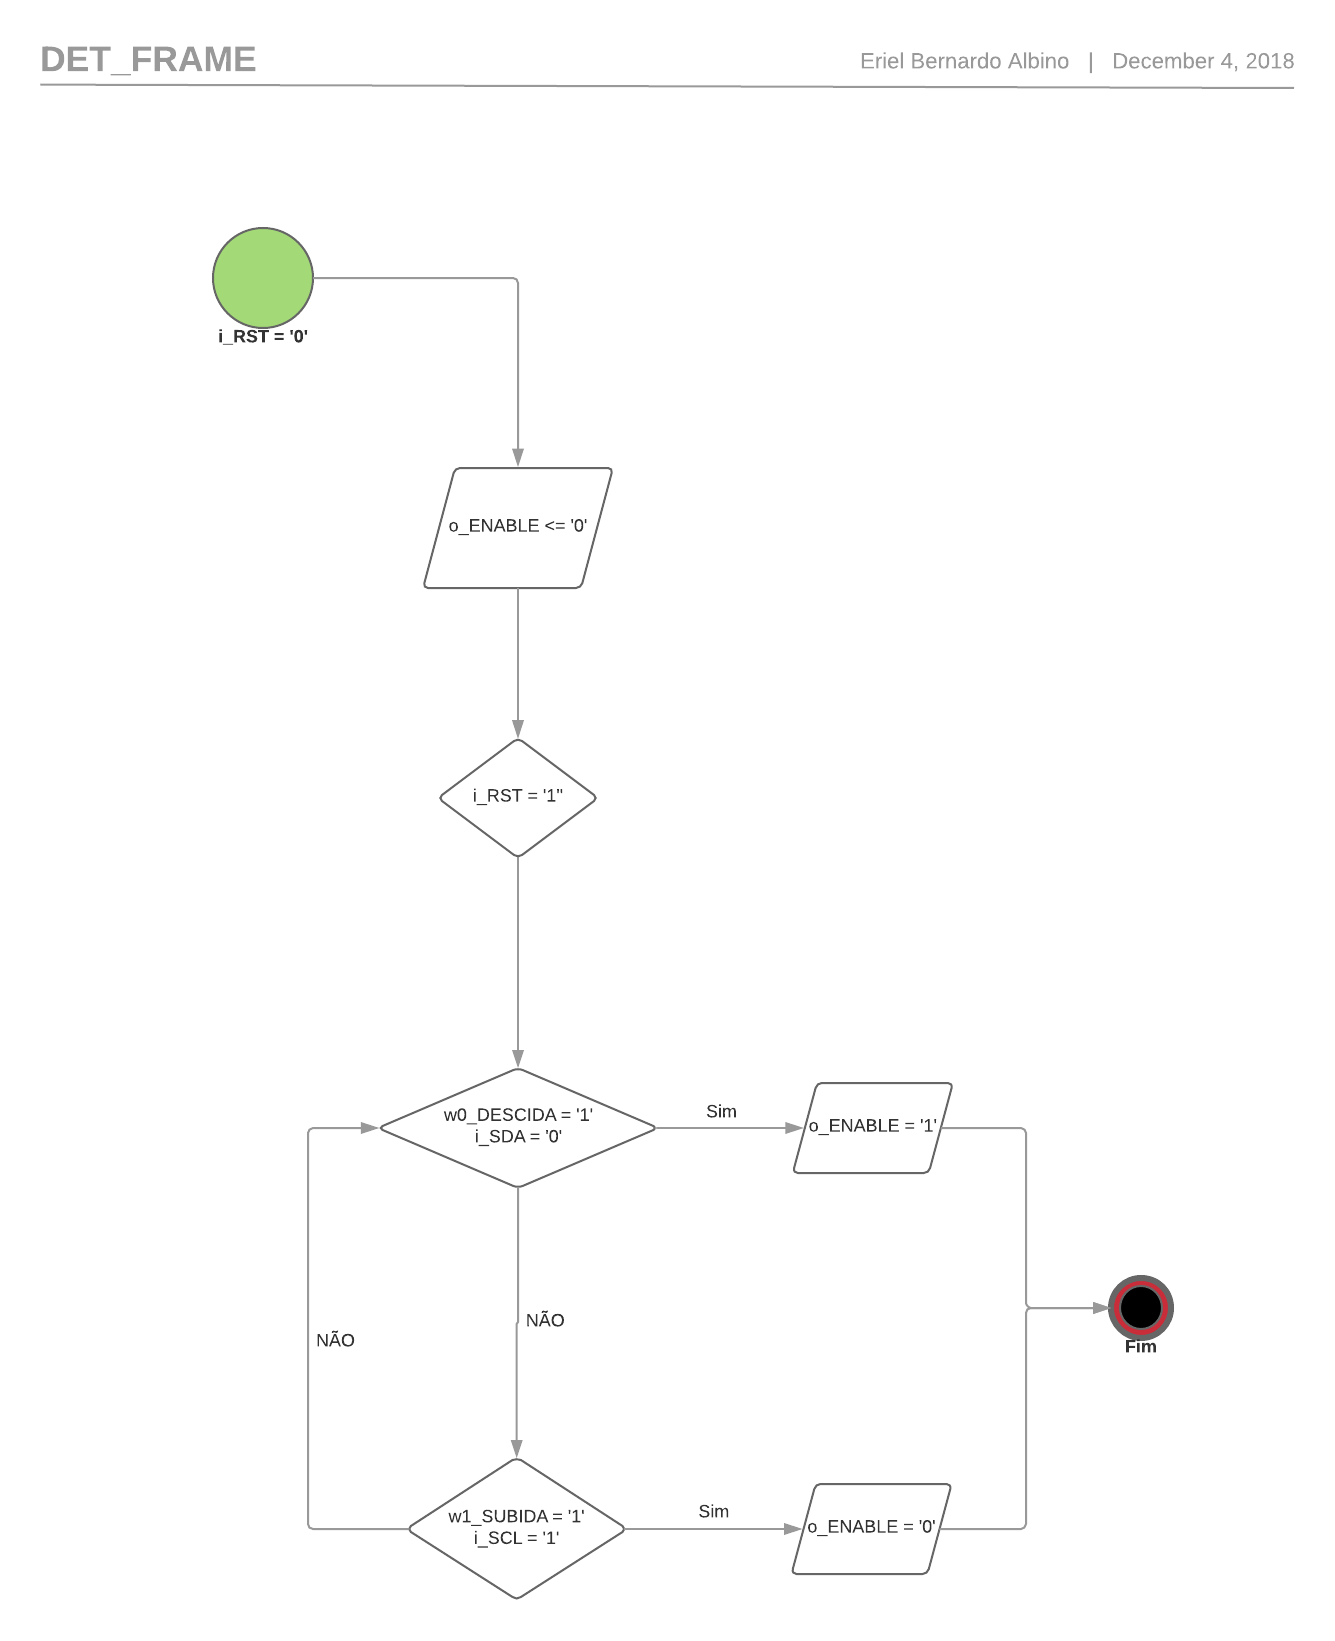 DET_FRAME
Eriel Bernardo Albino | December 4, 2018
i_RST = '0'
o_ENABLE <= '0'
i_RST = '1"
w0_DESCIDA = '1'
i_SDA = '0'
Sim
o_ENABLE = '1'
NÃO
NÃO
Fim
w1_SUBIDA = '1'
i_SCL = '1'
Sim
o_ENABLE = '0'